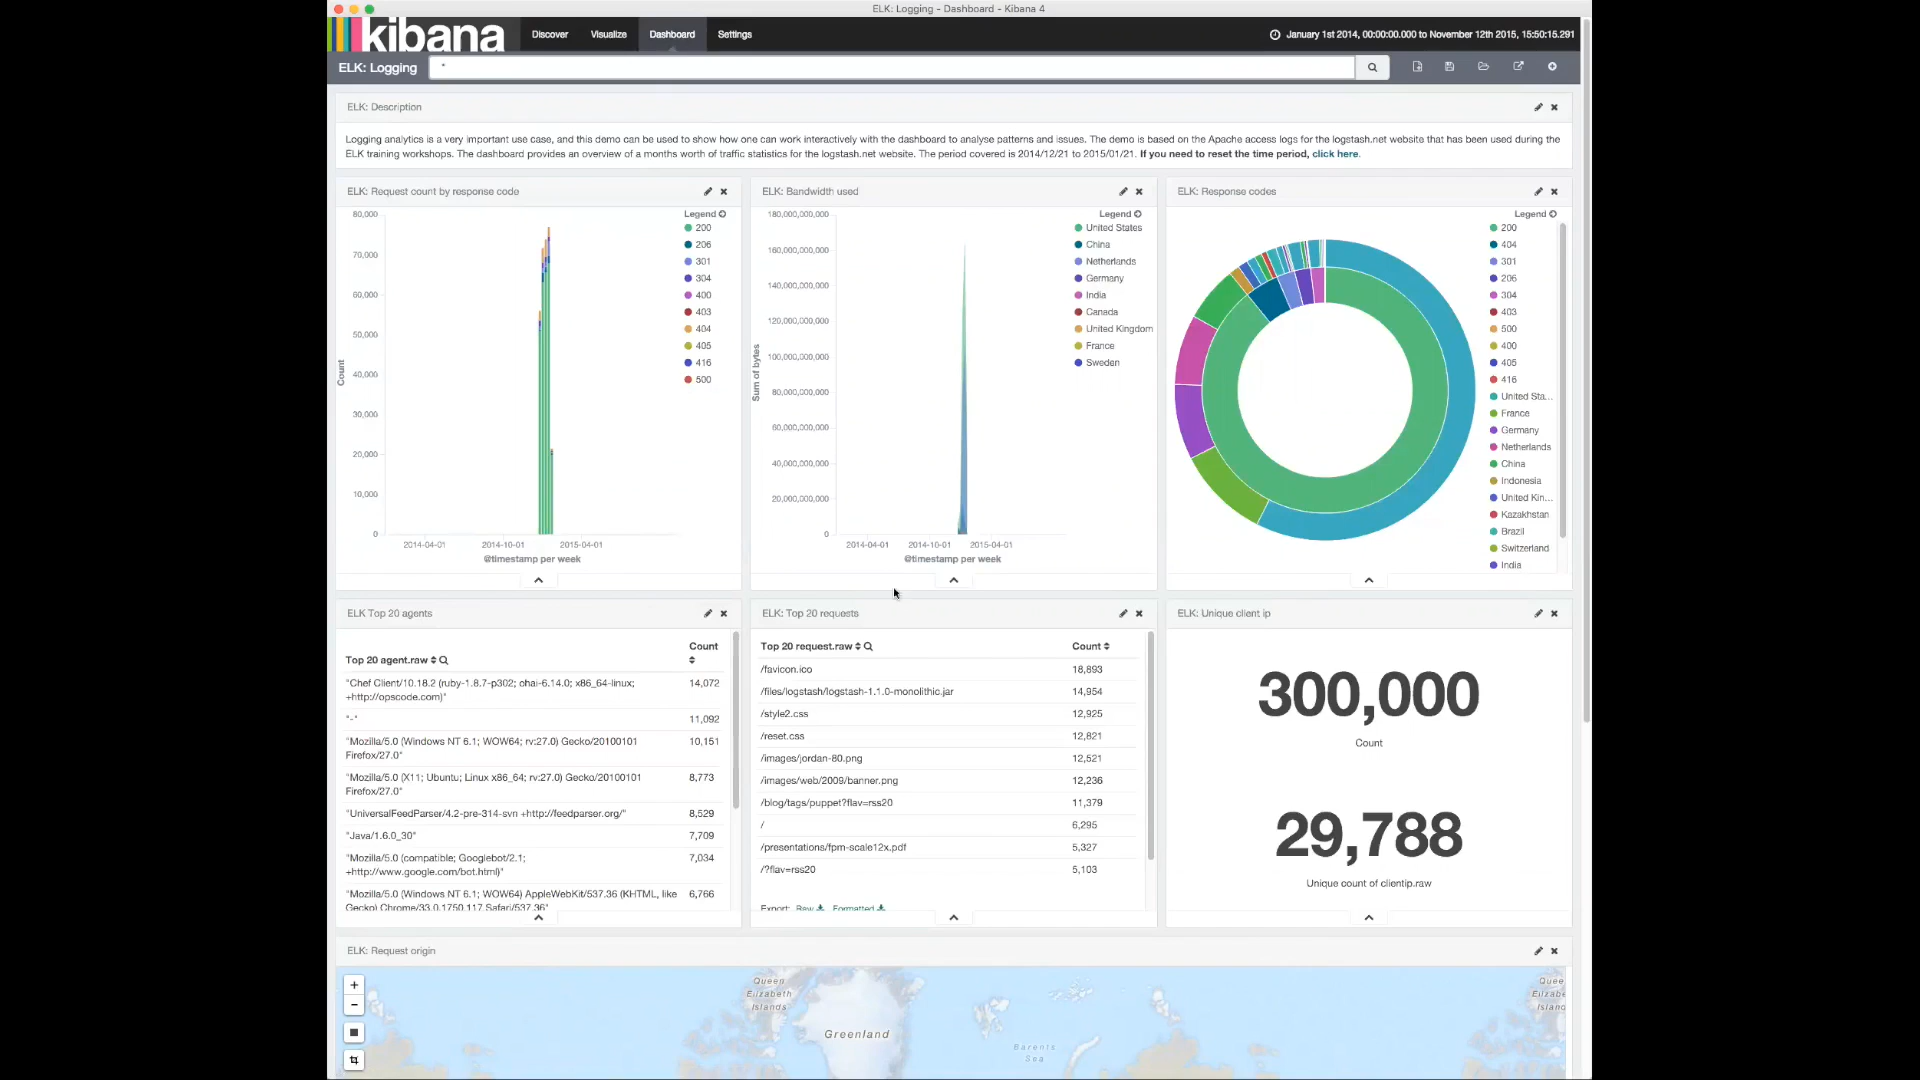 ELK: Logging - Dashboard - Kibana 4
kibana
Discover Visualize Dashboard Settings
January 1st 2014, 00:00:00.000 to November 12th 2015, 15:50:15.291
ELK: Logging
*
ELK: Description
Logging analytics is a very important use case, and this demo can be used to show how one can work interactively with the dashboard to analyse patterns and issues. The demo is based on the Apache access logs for the logstash.net website that has been used during the
ELK training workshops. The dashboard provides an overview of a months worth of traffic statistics for the logstash.net website. The period covered is 2014/12/21 to 2015/01/21. If you need to reset the time period, click here.
ELK: Request count by response code
80,000
70,000
60,000
50,000
40,000
30,000
20,000
10,000
0
Count
2014-04-01 2014-10-01 2015-04-01
@timestamp per week
Legend
200
206
301
304
400
403
404
405
416
500
ELK: Bandwidth used
180,000,000,000
160,000,000,000
140,000,000,000
120,000,000,000
100,000,000,000
80,000,000,000
60,000,000,000
40,000,000,000
20,000,000,000
0
Sum of bytes
2014-04-01 2014-10-01 2015-04-01
@timestamp per week
Legend
United States
China
Netherlands
Germany
India
Canada
United Kingdom
France
Sweden
ELK: Response codes
Legend
200
404
301
206
304
403
500
400
405
416
United Sta...
France
Germany
Netherlands
China
Indonesia
United Kin...
Kazakhstan
Brazil
Switzerland
India
ELK Top 20 agents
Top 20 agent.raw Count
"Chef Client/10.18.2 (ruby-1.8.7-p302; ohai-6.14.0; x86_64-linux; 14,072
+http://opscode.com)"
"-" 11,092
"Mozilla/5.0 (Windows NT 6.1; WOW64; rv:27.0) Gecko/20100101 10,151
Firefox/27.0"
"Mozilla/5.0 (X11; Ubuntu; Linux x86_64; rv:27.0) Gecko/20100101 8,773
Firefox/27.0"
"UniversalFeedParser/4.2-pre-314-svn +http://feedparser.org/" 8,529
"Java/1.6.0_30" 7,709
"Mozilla/5.0 (compatible; Googlebot/2.1; 7,034
+http://www.google.com/bot.html)"
"Mozilla/5.0 (Windows NT 6.1; WOW64) AppleWebKit/537.36 (KHTML, like 6,766
Gecko) Chrome/33.0.1750.117 Safari/537.36"
ELK: Top 20 requests
Top 20 request.raw Count
/favicon.ico 18,893
/files/logstash/logstash-1.1.0-monolithic.jar 14,954
/style2.css 12,925
/reset.css 12,821
/images/jordan-80.png 12,521
/images/web/2009/banner.png 12,236
/blog/tags/puppet?flav=rss20 11,379
/ 6,295
/presentations/fpm-scale12x.pdf 5,327
/?flav=rss20 5,103
Export: Raw Formatted
ELK: Unique client ip
300,000
Count
29,788
Unique count of clientip.raw
ELK: Request origin
+
−
Queen
Elizabeth
Islands
Greenland
Barents
Sea
Quee
Elizabe
Island